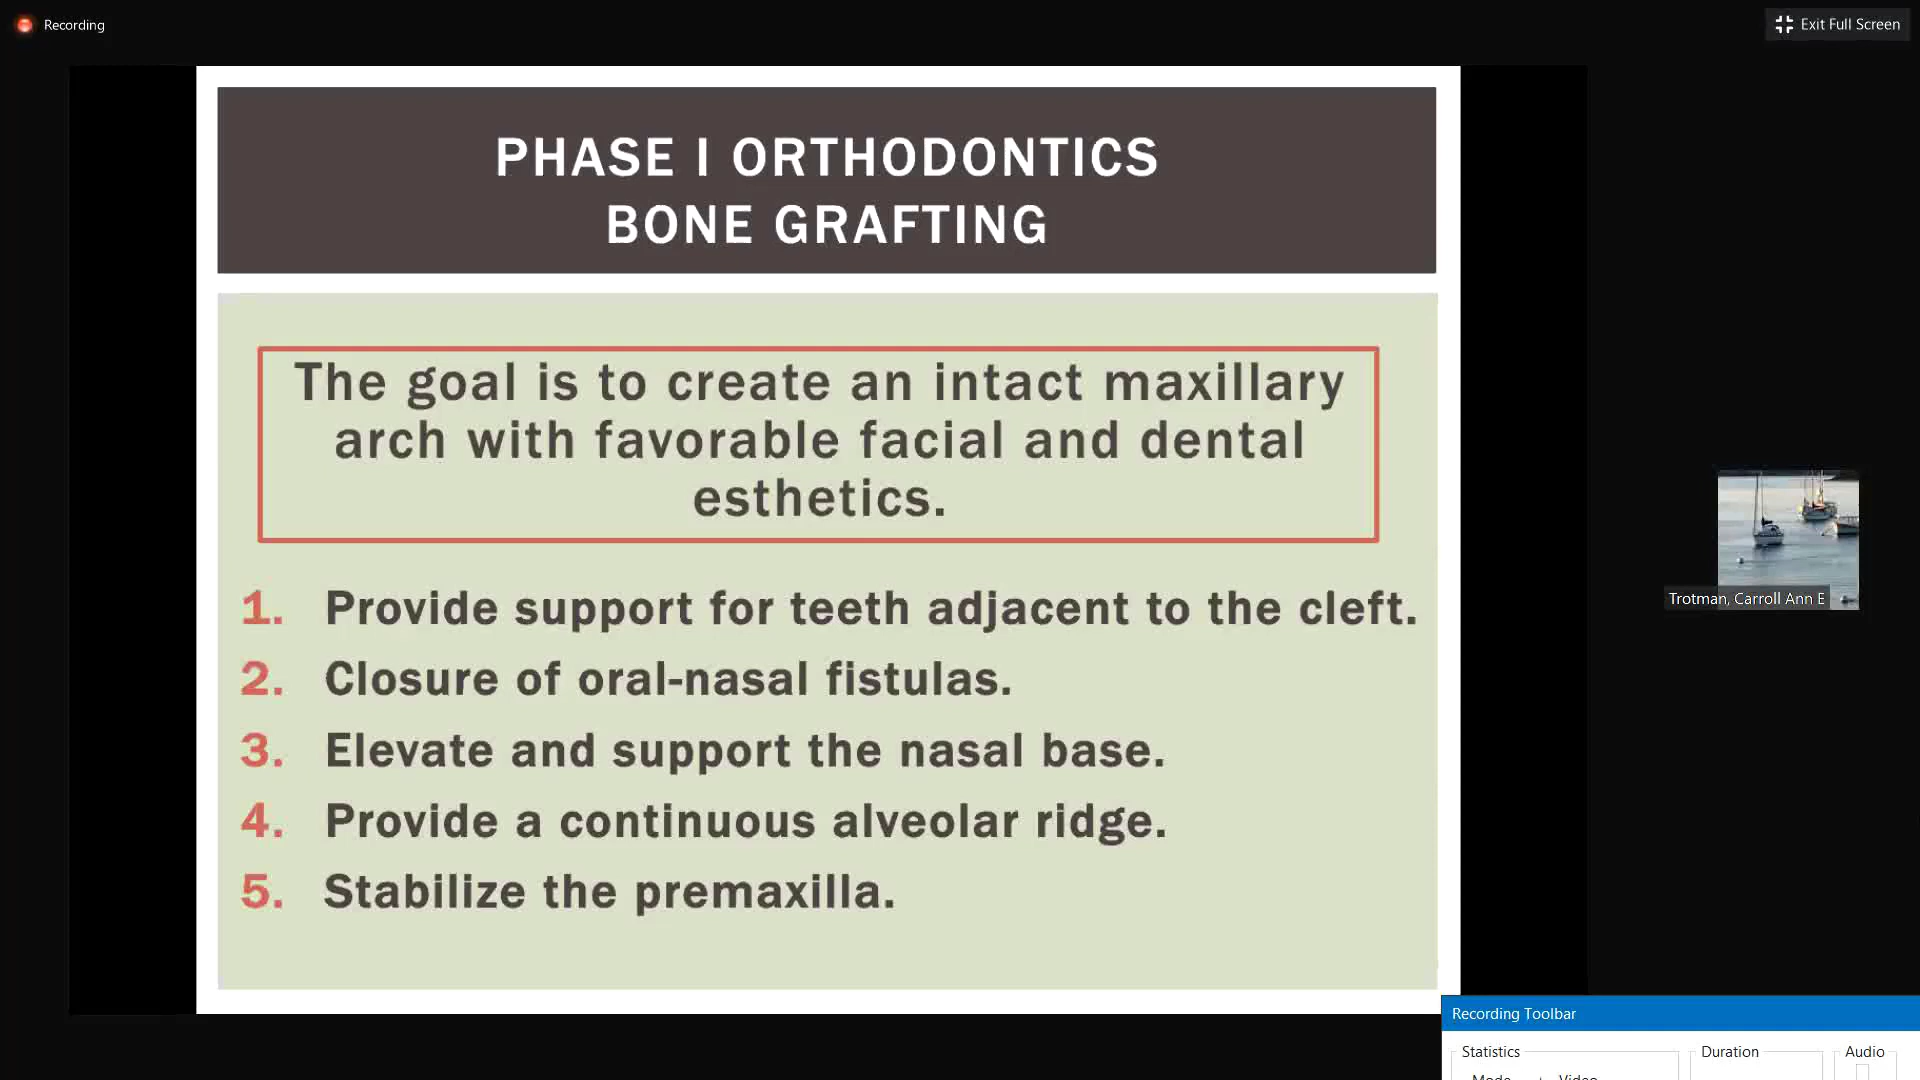 Recording
Exit Full Screen
PHASE I ORTHODONTICS
BONE GRAFTING
The goal is to create an intact maxillary
arch with favorable facial and dental
esthetics.
1. Provide support for teeth adjacent to the cleft.
2. Closure of oral-nasal fistulas.
3. Elevate and support the nasal base.
4. Provide a continuous alveolar ridge.
5. Stabilize the premaxilla.
Trotman, Carroll Ann E
Recording Toolbar
Statistics
Duration
Audio
Mode
Video